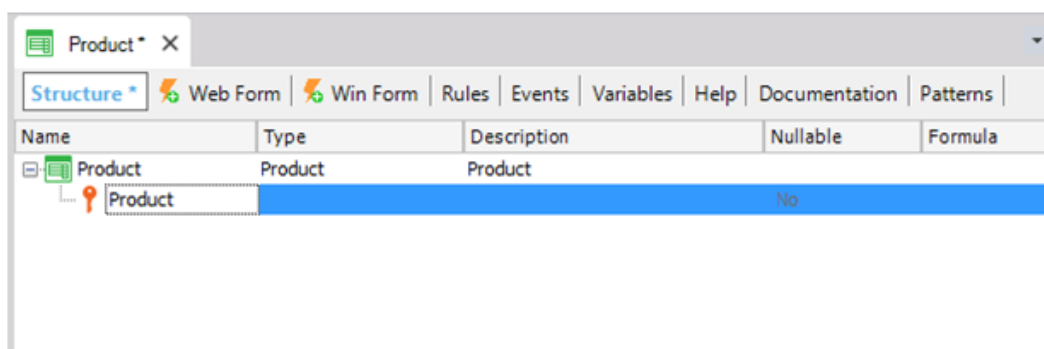 Product *
Structure * Web Form Win Form Rules Events Variables Help Documentation Patterns
Name Type Description Nullable Formula
Product Product Product
Product No